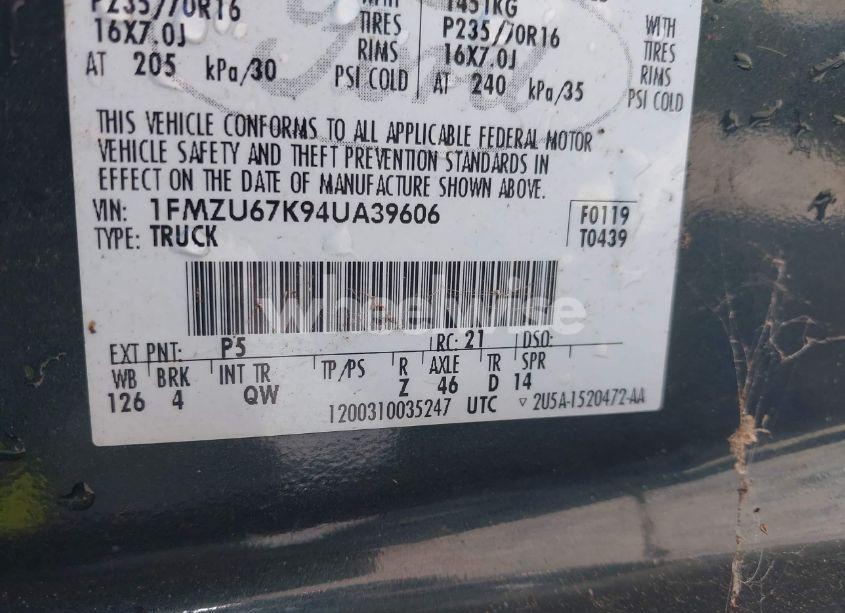 P235/70R16 WITH 1451KG
16X7.0J TIRES P235/70R16 WITH
RIMS 16X7.0J TIRES
AT 205 kPa/30 PSI COLD AT 240 kPa/35 RIMS
PSI COLD
Ford
THIS VEHICLE CONFORMS TO ALL APPLICABLE FEDERAL MOTOR
VEHICLE SAFETY AND THEFT PREVENTION STANDARDS IN
EFFECT ON THE DATE OF MANUFACTURE SHOWN ABOVE.
VIN: 1FMZU67K94UA39606 F0119
TYPE: TRUCK T0439
wheelwise
EXT PNT: P5 RC: 21 DSO:
WB BRK INT TR TP/PS R AXLE TR SPR
126 4 QW Z 46 D 14
1200310035247 UTC ▽ 2U5A-1520472-AA